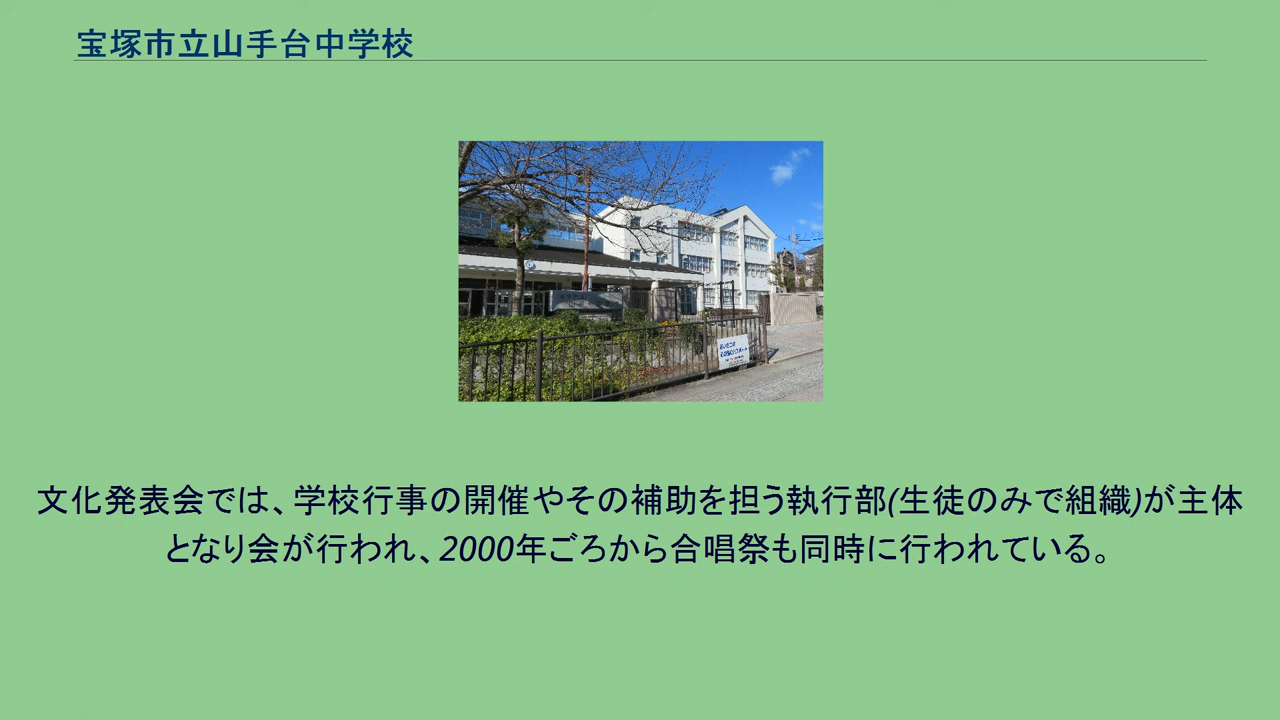 宝塚市立山手台中学校
文化発表会では、学校行事の開催やその補助を担う執行部(生徒のみで組織)が主体
となり会が行われ、2000年ごろから合唱祭も同時に行われている。